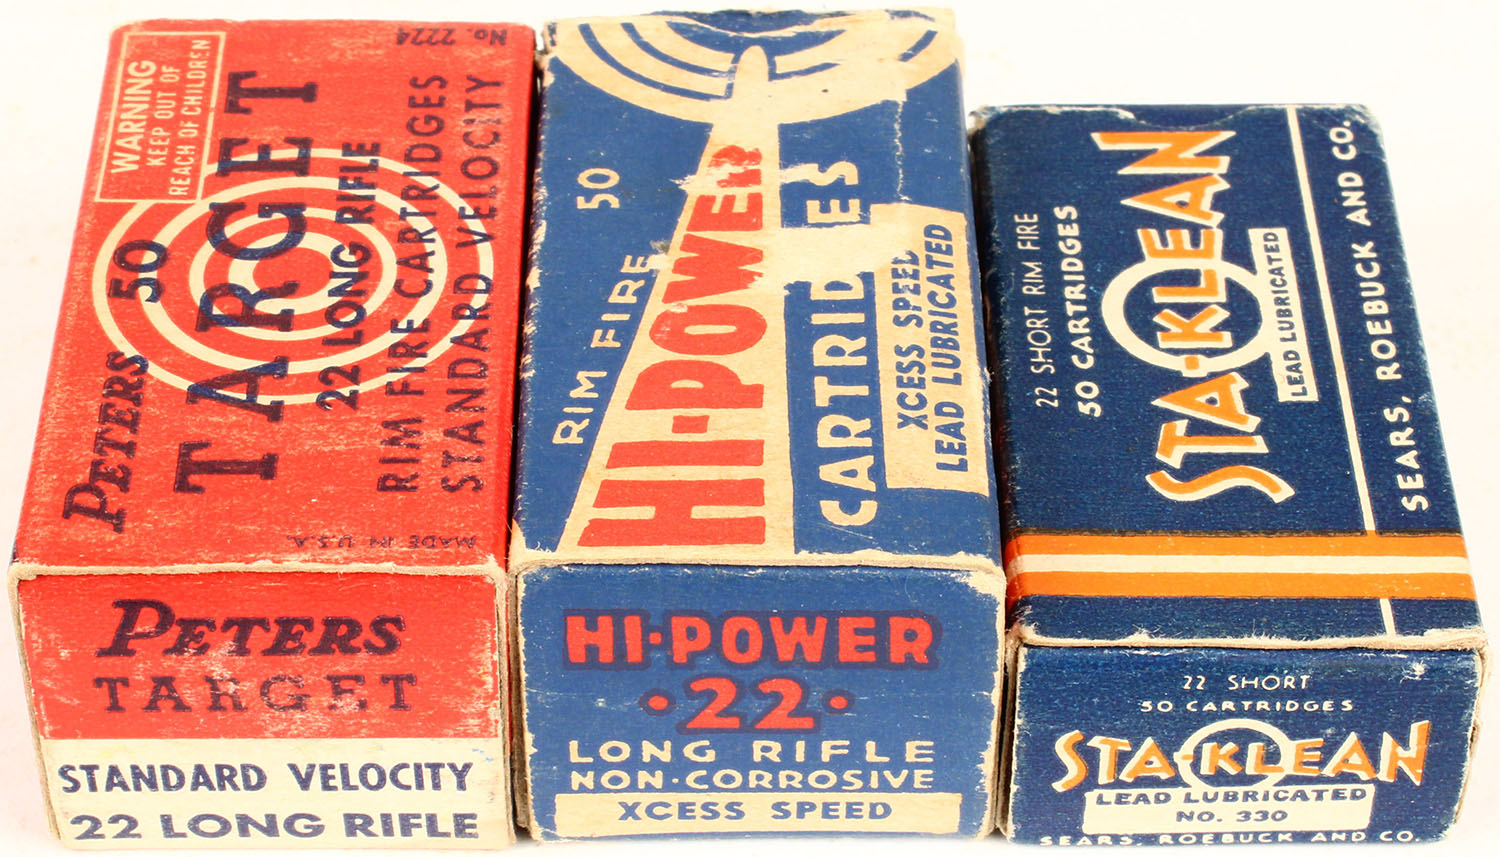 No. 2224
WARNING
KEEP OUT OF
REACH OF CHILDREN
PETERS 50
TARGET
22 LONG RIFLE
RIM FIRE CARTRIDGES
STANDARD VELOCITY
MADE IN U.S.A.
PETERS
TARGET
STANDARD VELOCITY
22 LONG RIFLE
50
RIM FIRE
HI-POWER
XCESS SPEED
LEAD LUBRICATED
HI-POWER
·22·
LONG RIFLE
NON-CORROSIVE
XCESS SPEED
22 SHORT RIM FIRE
50 CARTRIDGES
STA-KLEAN
LEAD LUBRICATED
SEARS, ROEBUCK AND CO.
22 SHORT
50 CARTRIDGES
STA-KLEAN
LEAD LUBRICATED
NO. 330
SEARS, ROEBUCK AND CO.